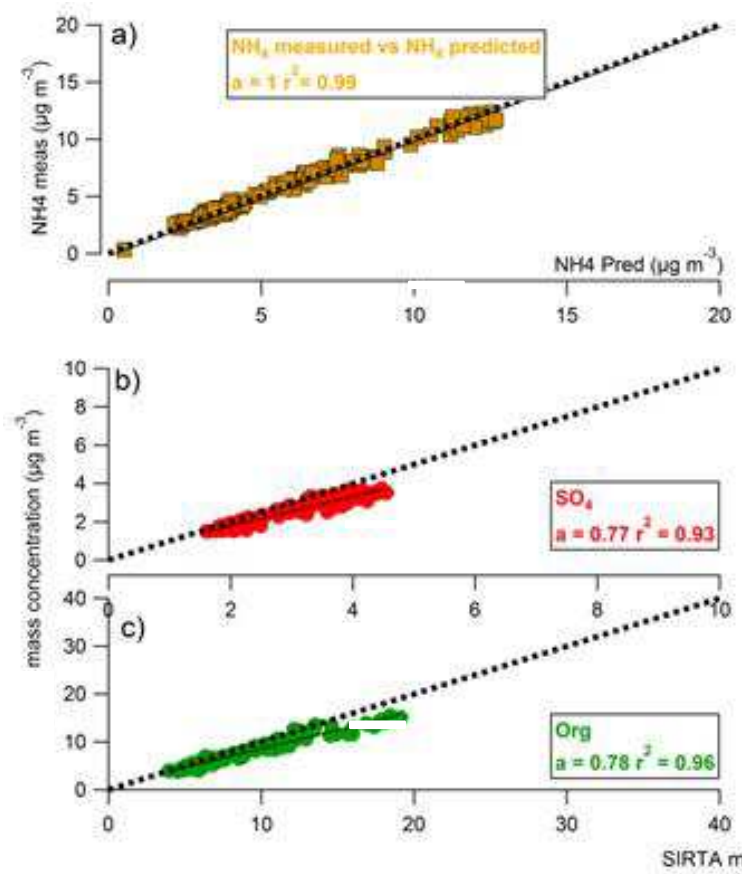 a)
NH₄ measured vs NH₄ predicted
a = 1 r² = 0.99
20
15
10
5
0
NH4 meas (µg m⁻³)
NH4 Pred (µg m⁻³)
0 5 10 15 20
b)
10
8
6
4
2
0
SO₄
a = 0.77 r² = 0.93
0 2 4 6 8 10
mass concentration (µg m⁻³)
c)
40
30
20
10
0
Org
a = 0.78 r² = 0.96
0 10 20 30 40
SIRTA m